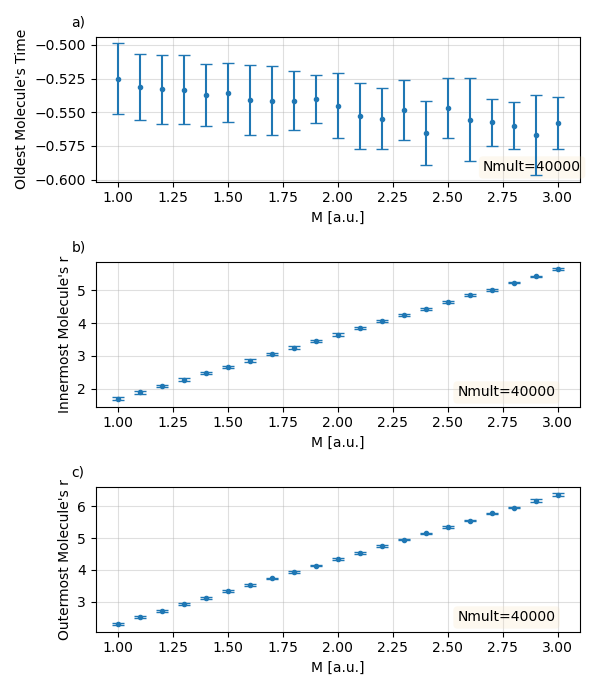 a)
Oldest Molecule's Time
−0.500
−0.525
−0.550
−0.575
−0.600
Nmult=40000
1.00 1.25 1.50 1.75 2.00 2.25 2.50 2.75 3.00
M [a.u.]
b)
Innermost Molecule's r
5
4
3
2
Nmult=40000
1.00 1.25 1.50 1.75 2.00 2.25 2.50 2.75 3.00
M [a.u.]
c)
Outermost Molecule's r
6
5
4
3
Nmult=40000
1.00 1.25 1.50 1.75 2.00 2.25 2.50 2.75 3.00
M [a.u.]